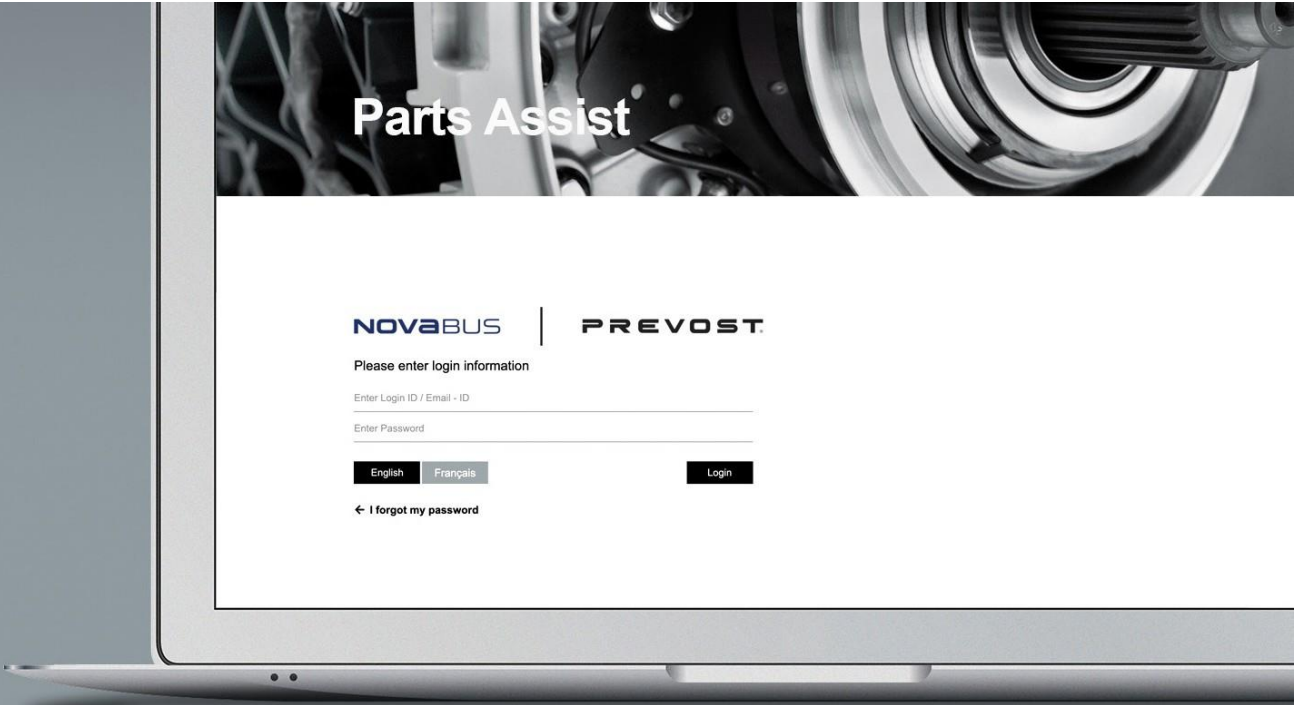 Parts Assist
NOVaBUS | PREVOST®
Please enter login information
Enter Login ID / Email - ID
Enter Password
English Français Login
← I forgot my password